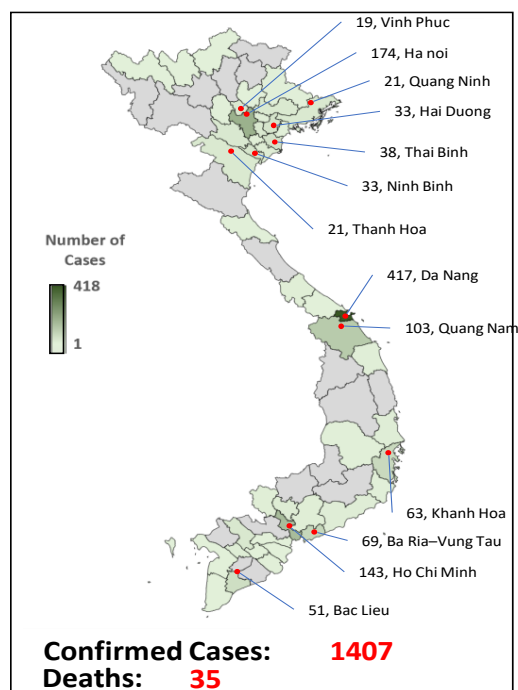 19, Vinh Phuc
174, Ha noi
21, Quang Ninh
33, Hai Duong
38, Thai Binh
33, Ninh Binh
21, Thanh Hoa
Number of
Cases
418
1
417, Da Nang
103, Quang Nam
63, Khanh Hoa
69, Ba Ria–Vung Tau
143, Ho Chi Minh
51, Bac Lieu
Confirmed Cases: 1407
Deaths: 35